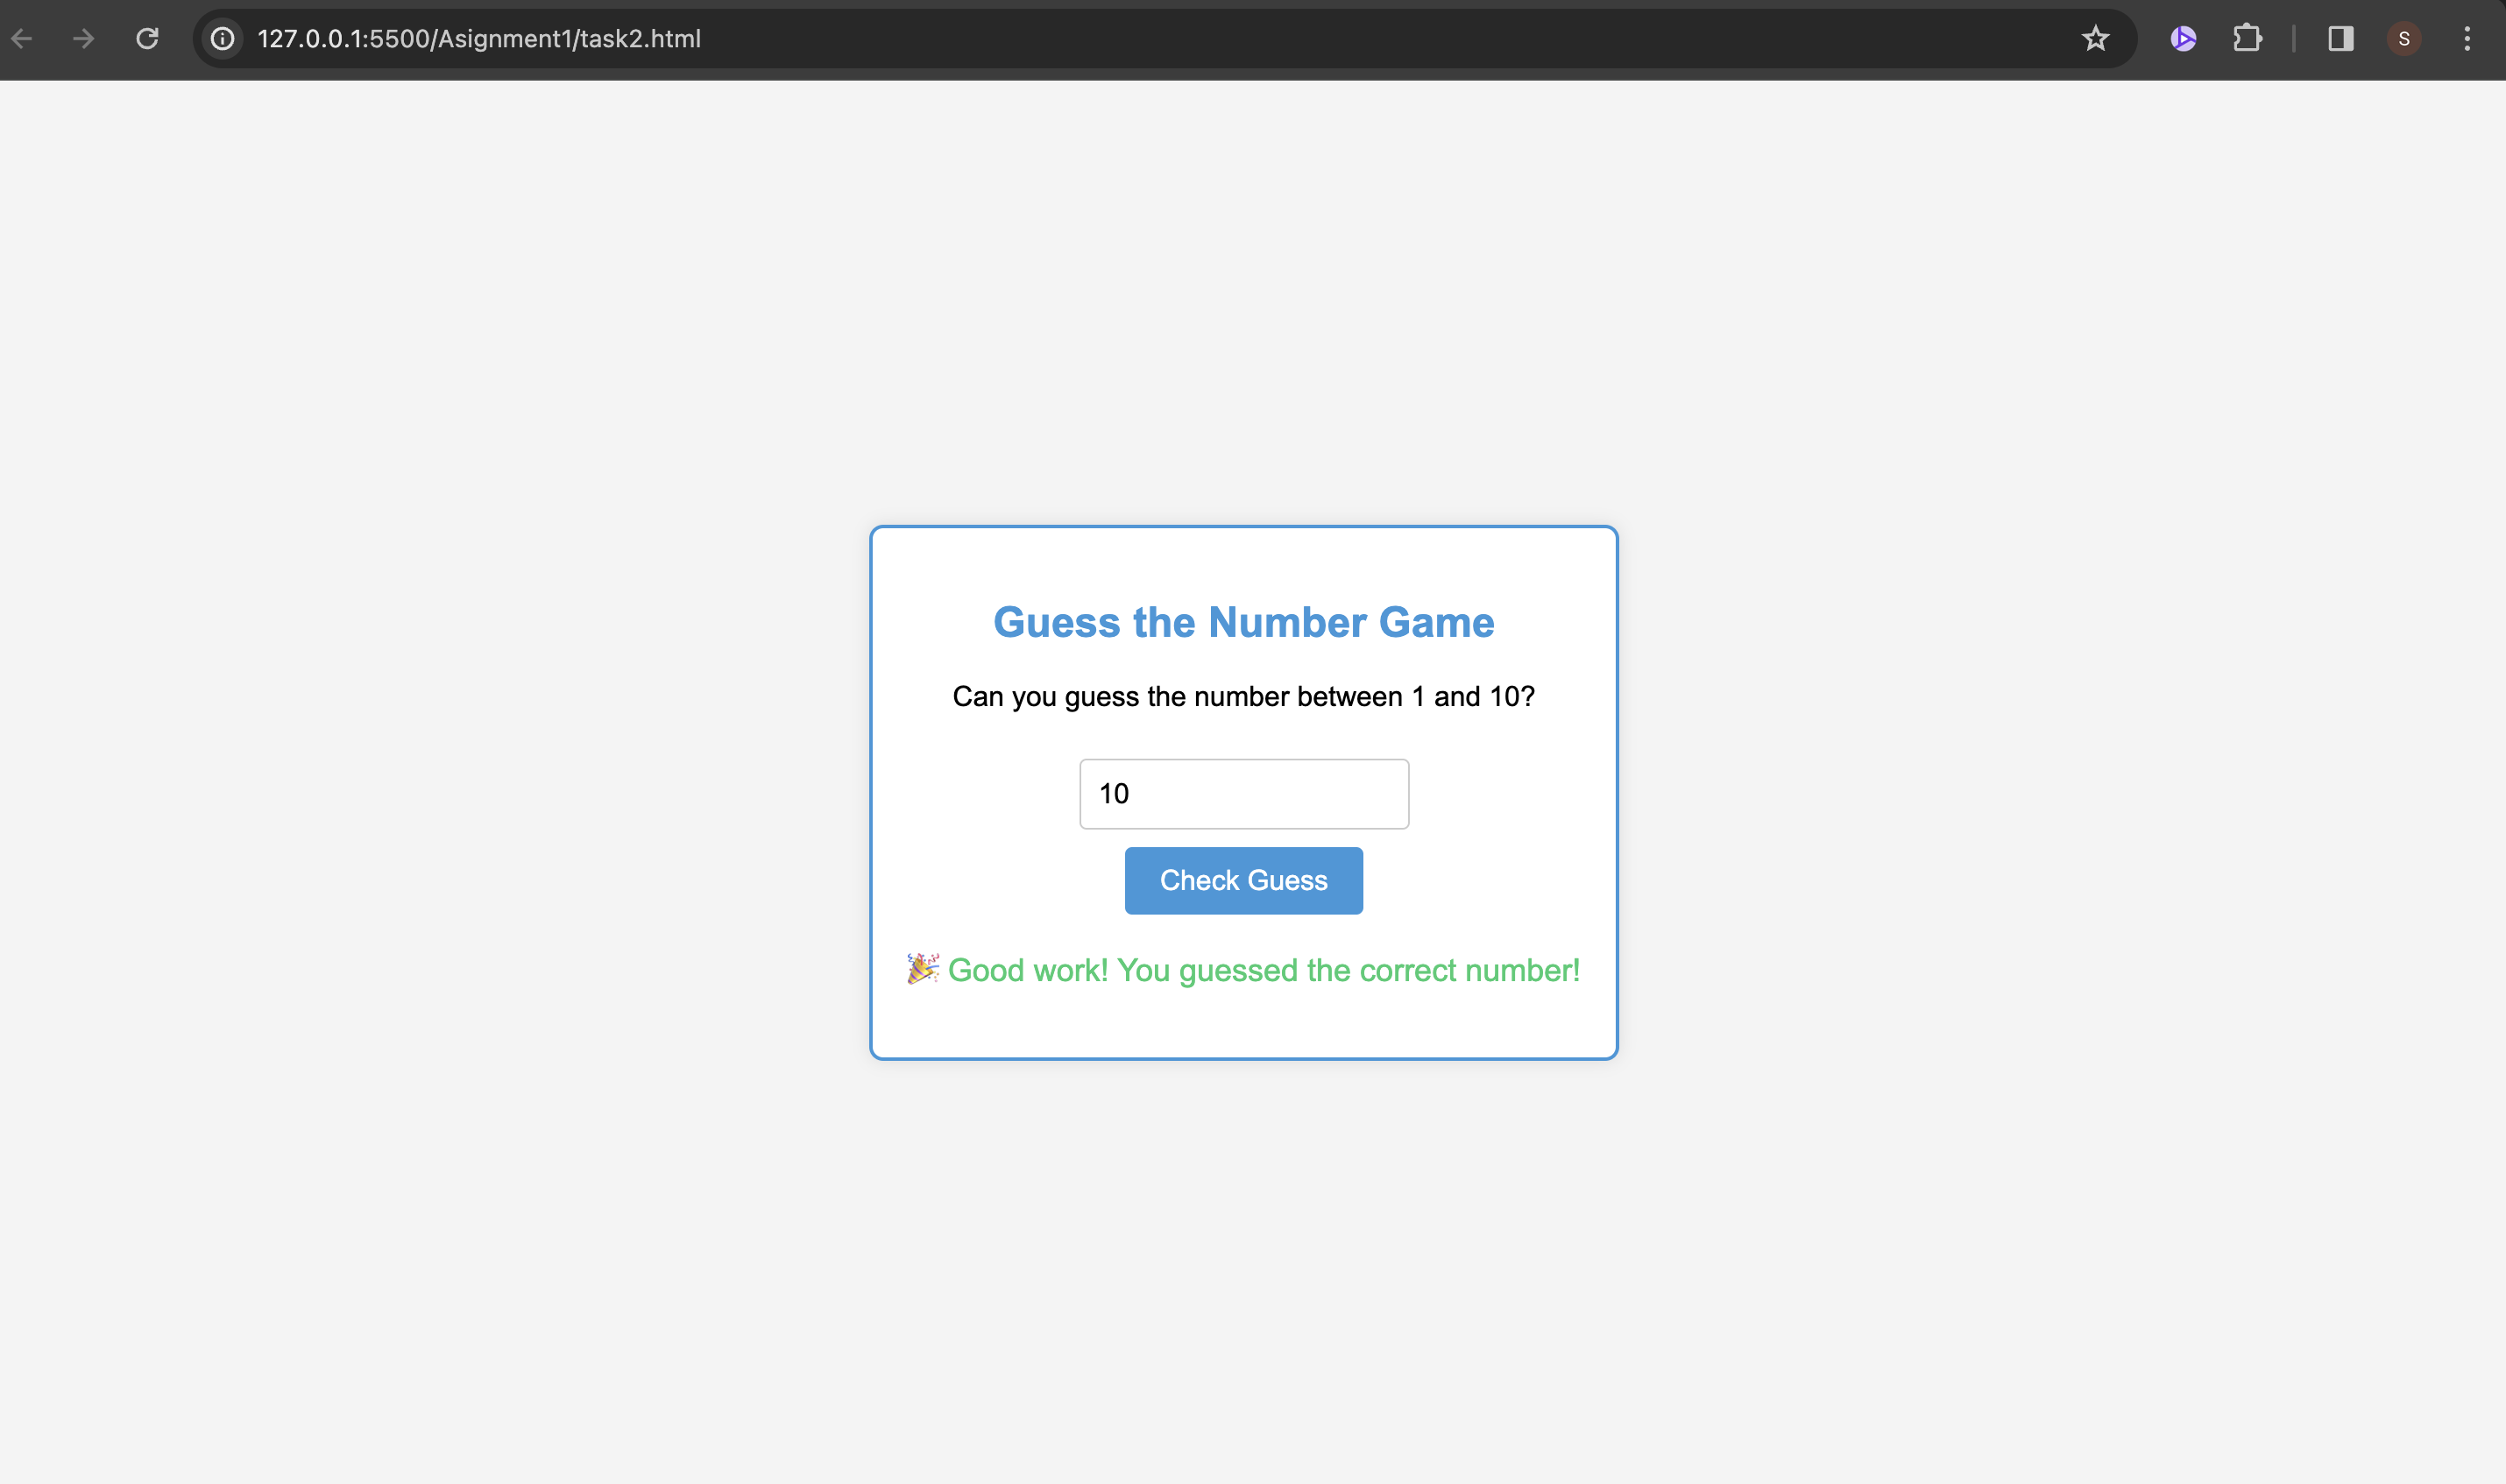 127.0.0.1:5500/Asignment1/task2.html
S
Guess the Number Game
Can you guess the number between 1 and 10?
10
Check Guess
🎉 Good work! You guessed the correct number!